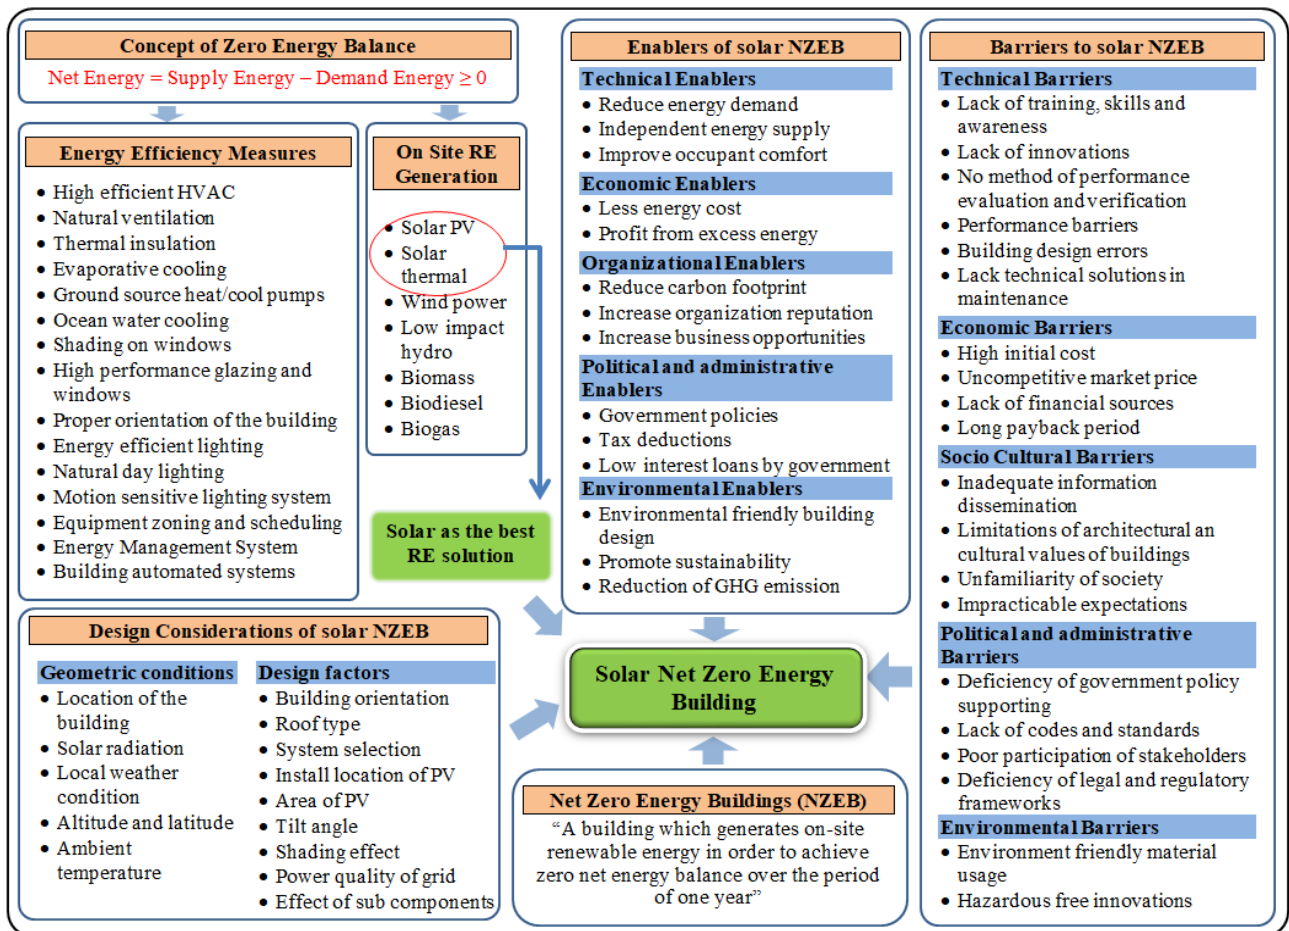 Concept of Zero Energy Balance
Net Energy = Supply Energy – Demand Energy ≥ 0
Energy Efficiency Measures
• High efficient HVAC
• Natural ventilation
• Thermal insulation
• Evaporative cooling
• Ground source heat/cool pumps
• Ocean water cooling
• Shading on windows
• High performance glazing and
windows
• Proper orientation of the building
• Energy efficient lighting
• Natural day lighting
• Motion sensitive lighting system
• Equipment zoning and scheduling
• Energy Management System
• Building automated systems
On Site RE
Generation
• Solar PV
• Solar
thermal
• Wind power
• Low impact
hydro
• Biomass
• Biodiesel
• Biogas
Solar as the best
RE solution
Design Considerations of solar NZEB
Geometric conditions
• Location of the
building
• Solar radiation
• Local weather
condition
• Altitude and latitude
• Ambient
temperature
Design factors
• Building orientation
• Roof type
• System selection
• Install location of PV
• Area of PV
• Tilt angle
• Shading effect
• Power quality of grid
• Effect of sub components
Enablers of solar NZEB
Technical Enablers
• Reduce energy demand
• Independent energy supply
• Improve occupant comfort
Economic Enablers
• Less energy cost
• Profit from excess energy
Organizational Enablers
• Reduce carbon footprint
• Increase organization reputation
• Increase business opportunities
Political and administrative
Enablers
• Government policies
• Tax deductions
• Low interest loans by government
Environmental Enablers
• Environmental friendly building
design
• Promote sustainability
• Reduction of GHG emission
Solar Net Zero Energy
Building
Net Zero Energy Buildings (NZEB)
“A building which generates on-site
renewable energy in order to achieve
zero net energy balance over the period
of one year”
Barriers to solar NZEB
Technical Barriers
• Lack of training, skills and
awareness
• Lack of innovations
• No method of performance
evaluation and verification
• Performance barriers
• Building design errors
• Lack technical solutions in
maintenance
Economic Barriers
• High initial cost
• Uncompetitive market price
• Lack of financial sources
• Long payback period
Socio Cultural Barriers
• Inadequate information
dissemination
• Limitations of architectural an
cultural values of buildings
• Unfamiliarity of society
• Impracticable expectations
Political and administrative
Barriers
• Deficiency of government policy
supporting
• Lack of codes and standards
• Poor participation of stakeholders
• Deficiency of legal and regulatory
frameworks
Environmental Barriers
• Environment friendly material
usage
• Hazardous free innovations